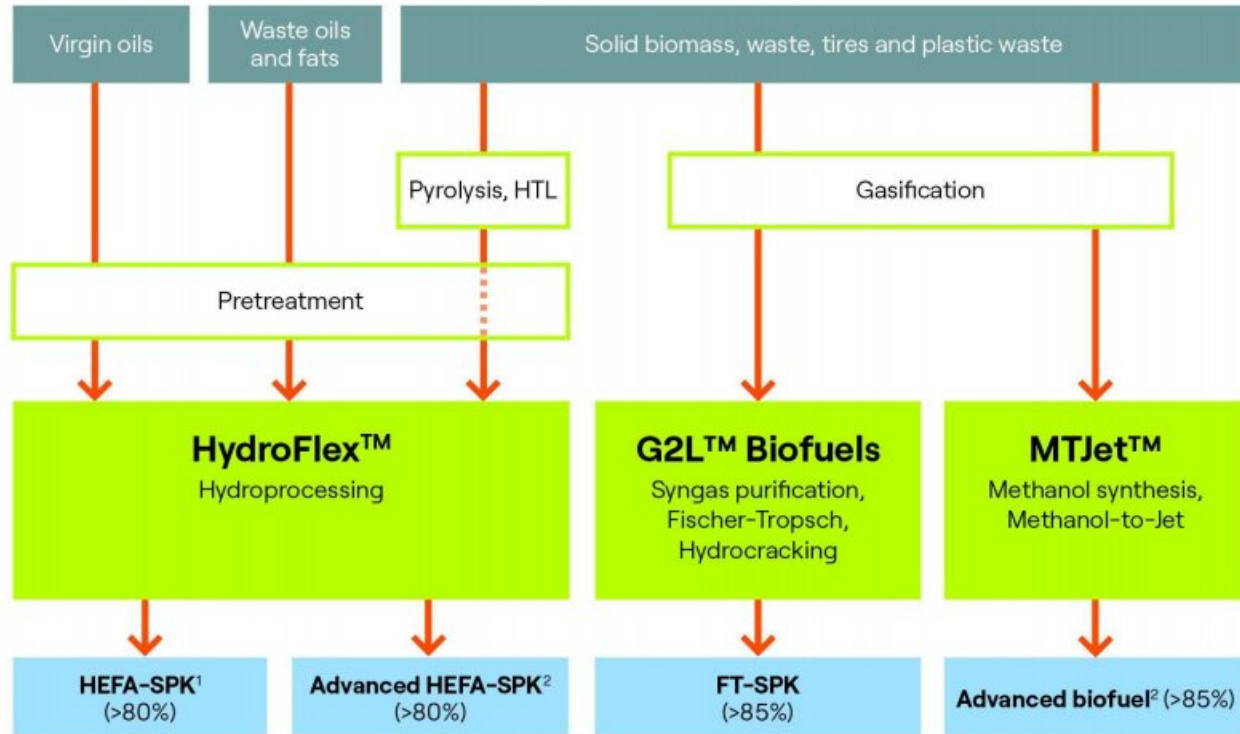 Virgin oils
Waste oils
and fats
Solid biomass, waste, tires and plastic waste
Pyrolysis, HTL
Gasification
Pretreatment
HydroFlex™
Hydroprocessing
G2L™ Biofuels
Syngas purification,
Fischer-Tropsch,
Hydrocracking
MTJet™
Methanol synthesis,
Methanol-to-Jet
HEFA-SPK¹
(>80%)
Advanced HEFA-SPK²
(>80%)
FT-SPK
(>85%)
Advanced biofuel² (>85%)